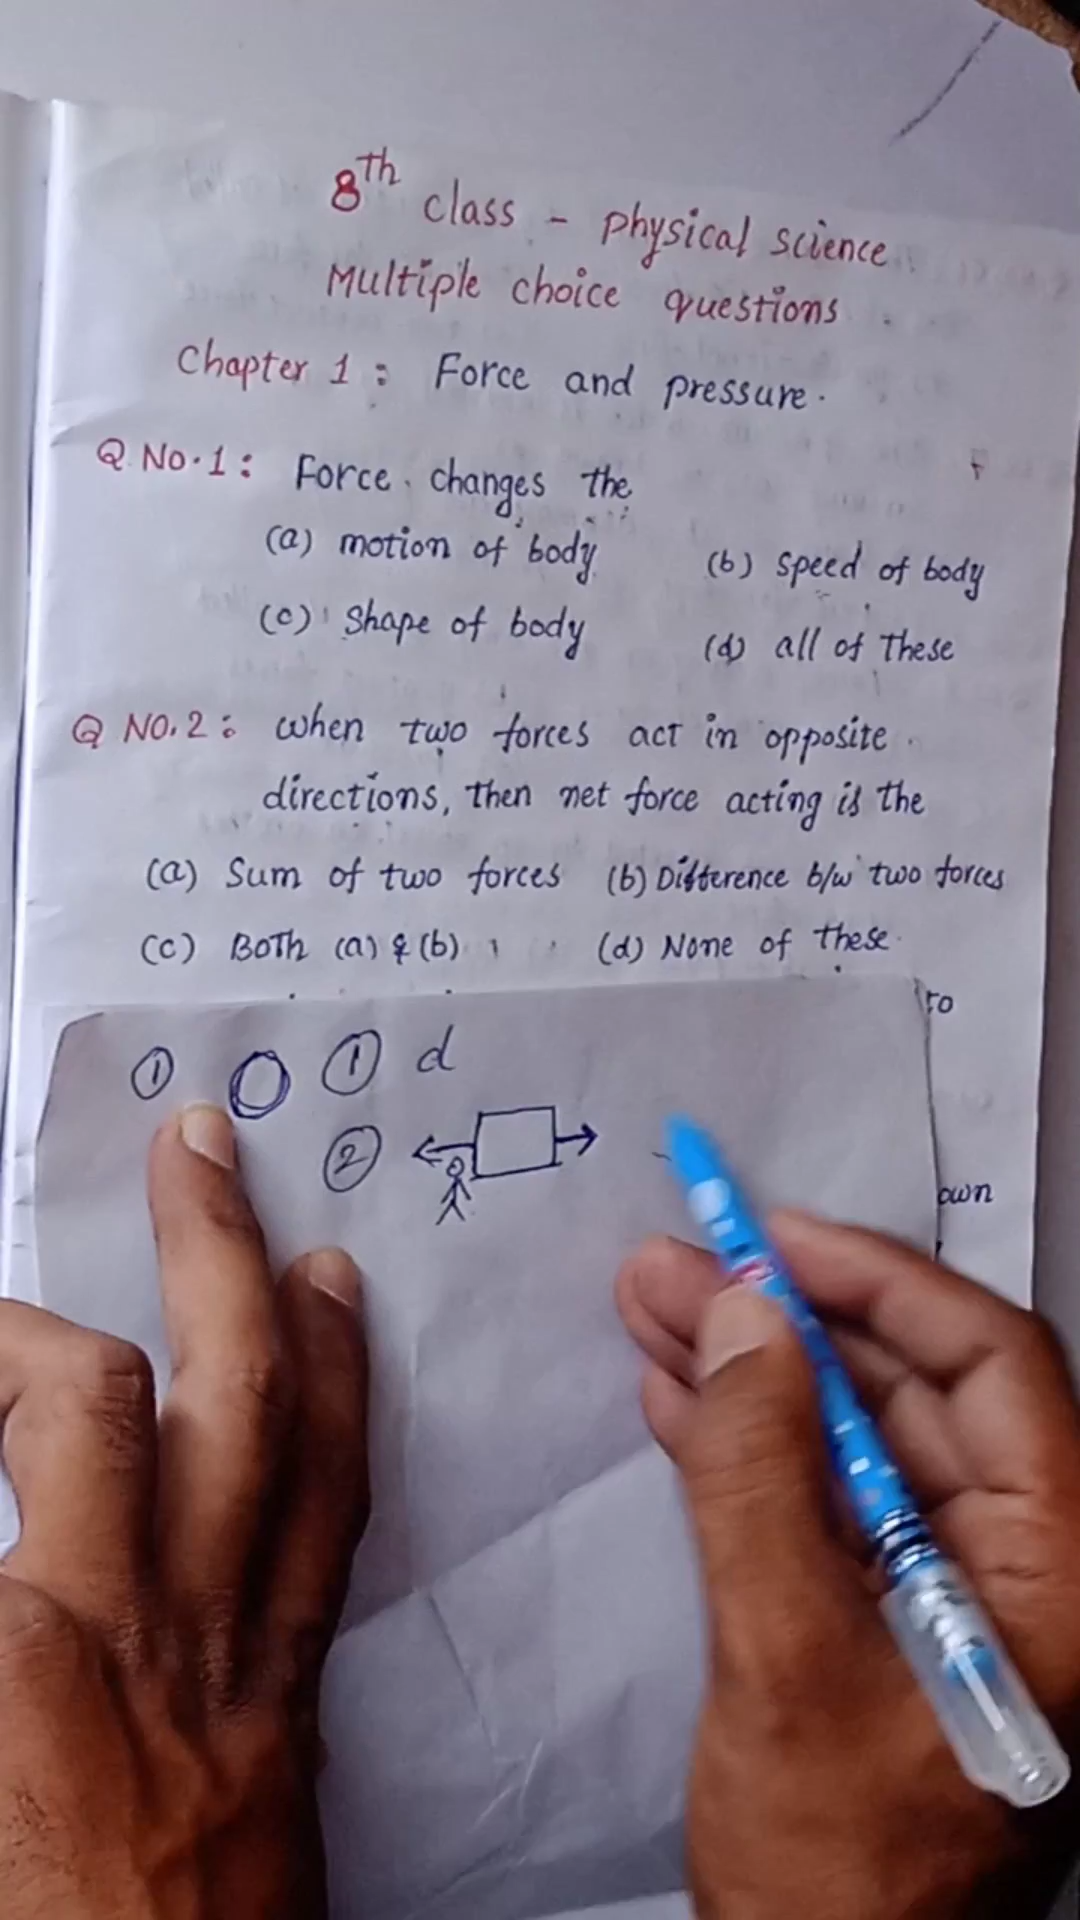 8Th class - physical science
Multiple choice questions
Chapter 1 : Force and pressure.
Q No.1 : Force changes the
(a) motion of body (b) speed of body
(c) Shape of body (d) all of These
Q NO.2 : when two forces act in opposite
directions, then net force acting is the
(a) Sum of two forces (b) Difference b/w two forces
(c) Both (a) & (b) (d) None of these
to
① ① d
②
own